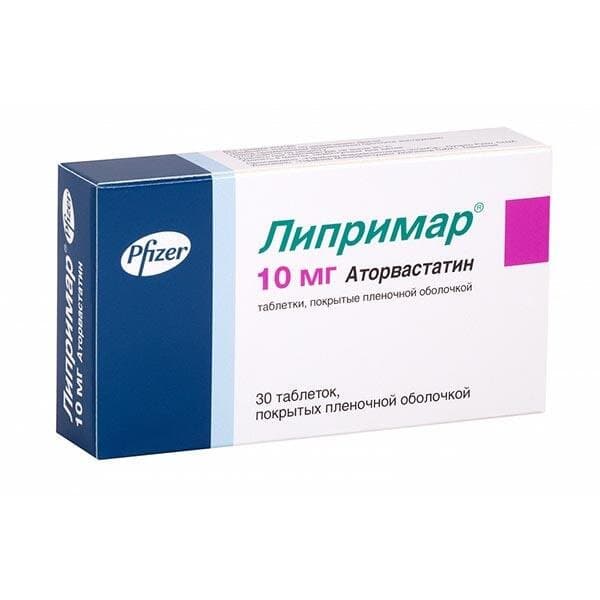 Pfizer
Липримар®
10 мг Аторвастатин
таблетки, покрытые пленочной оболочкой
30 таблеток,
покрытых пленочной оболочкой
Липримар®
10 мг Аторвастатин